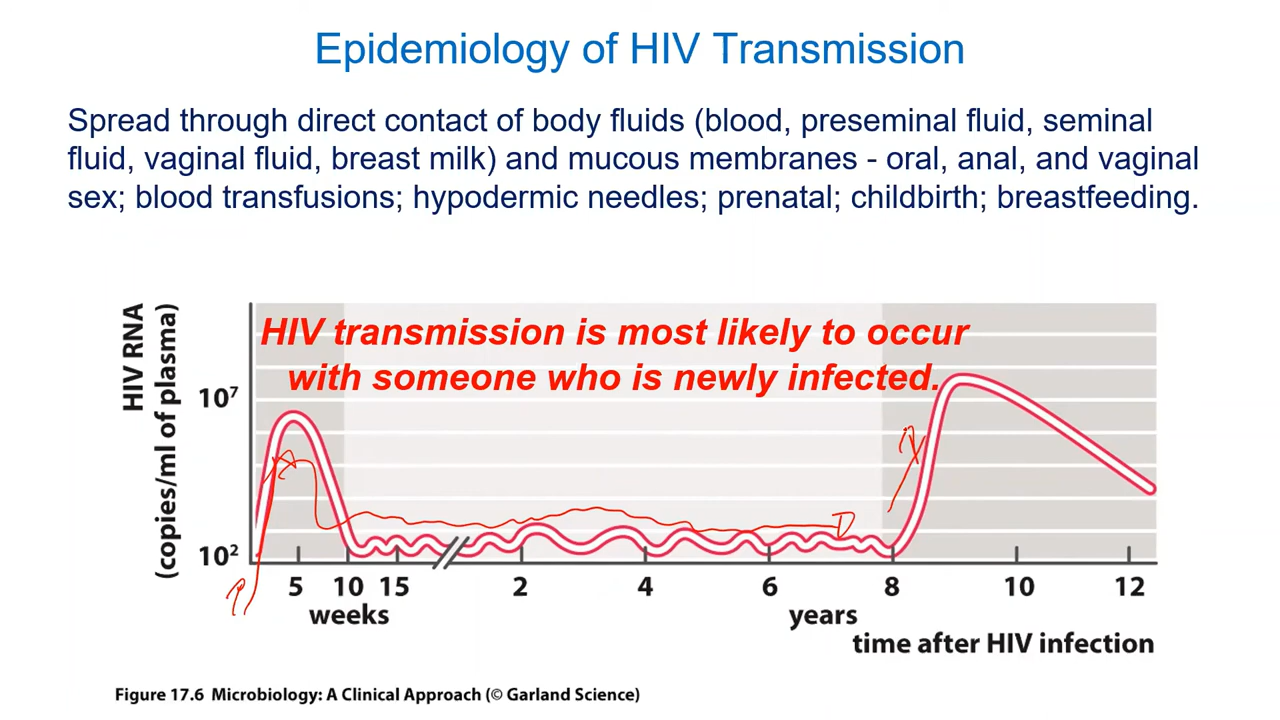 Epidemiology of HIV Transmission
Spread through direct contact of body fluids (blood, preseminal fluid, seminal
fluid, vaginal fluid, breast milk) and mucous membranes - oral, anal, and vaginal
sex; blood transfusions; hypodermic needles; prenatal; childbirth; breastfeeding.
HIV transmission is most likely to occur
with someone who is newly infected.
HIV RNA
(copies/ml of plasma)
10⁷
10²
5 10 15 2 4 6 8 10 12
weeks years
time after HIV infection
Figure 17.6 Microbiology: A Clinical Approach (© Garland Science)